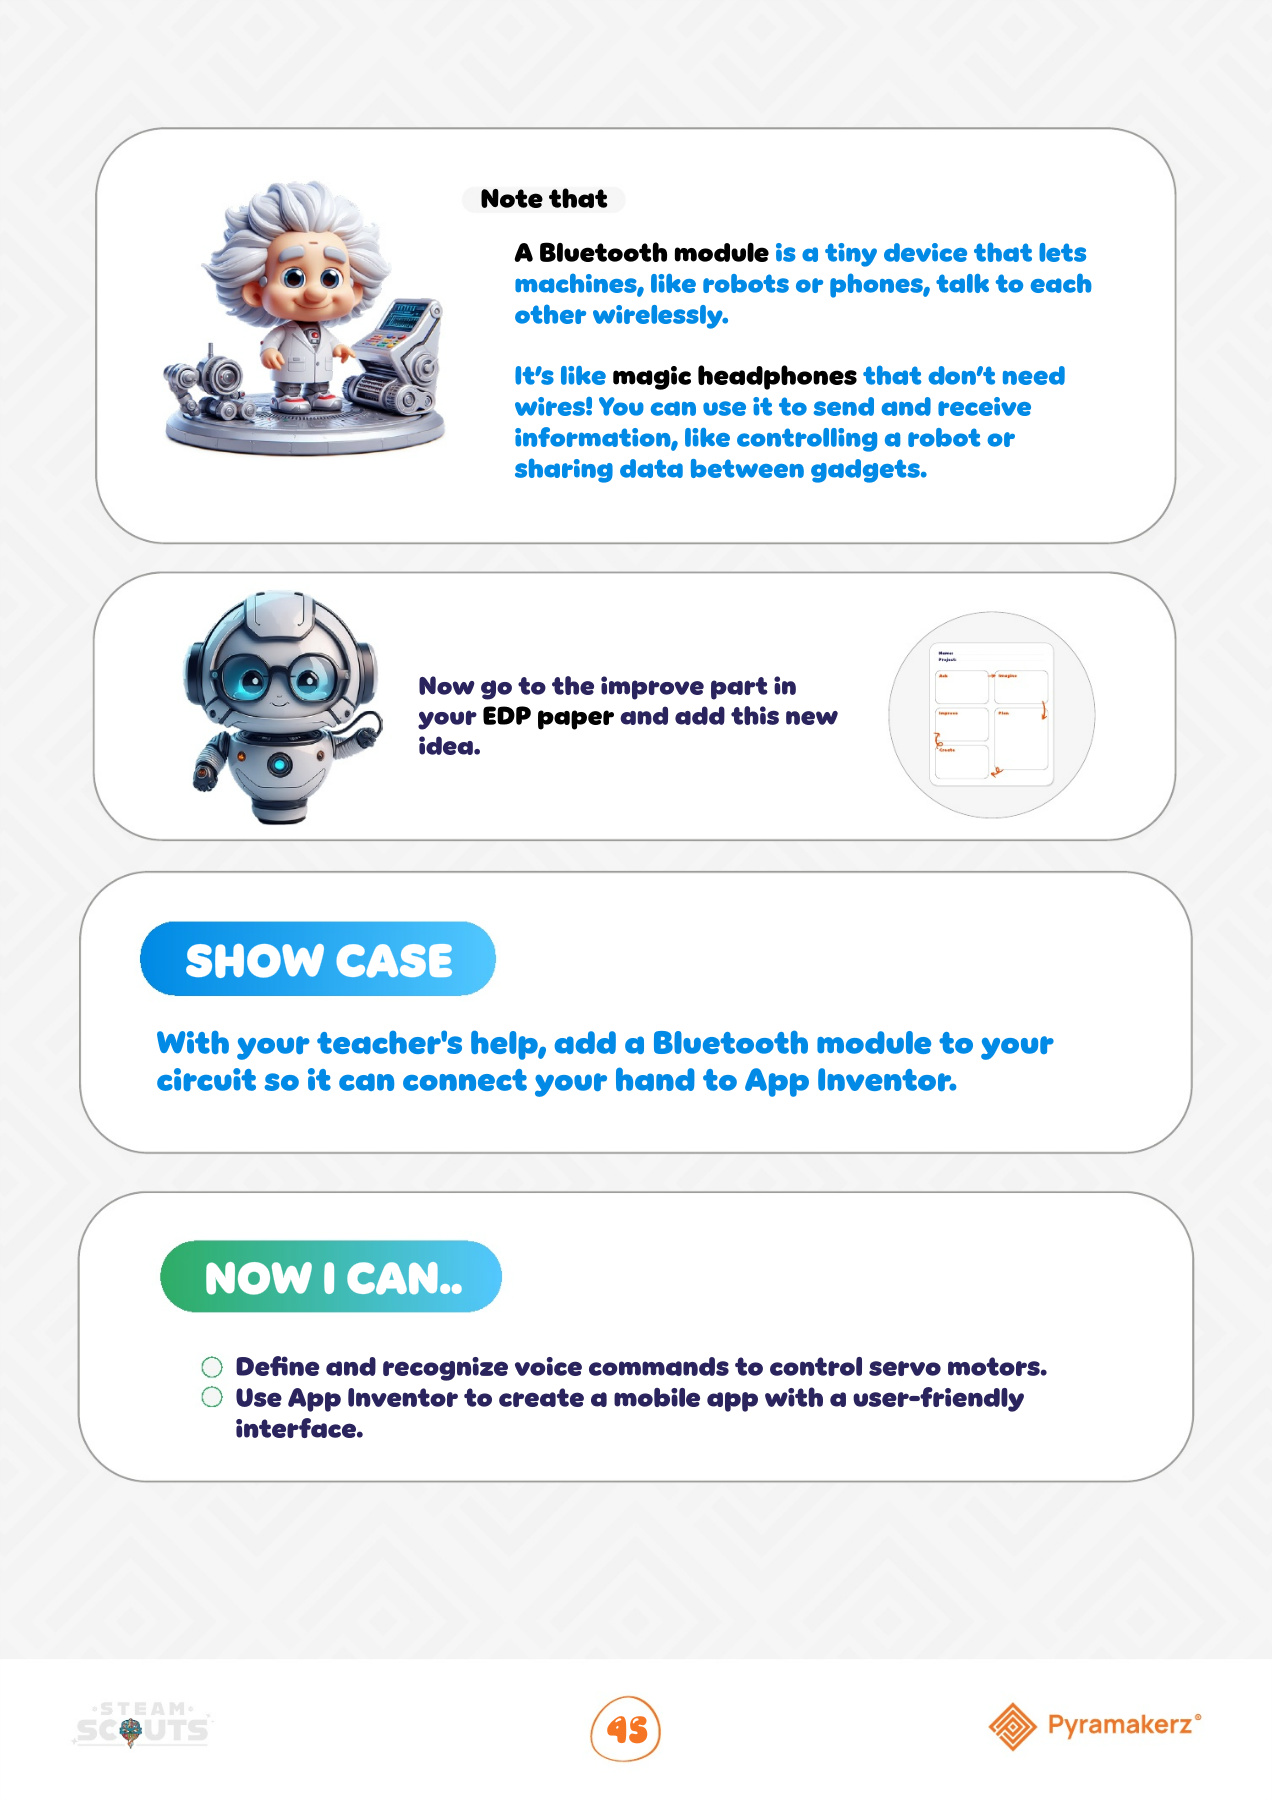 Note that
A Bluetooth module is a tiny device that lets
machines, like robots or phones, talk to each
other wirelessly.
It's like magic headphones that don't need
wires! You can use it to send and receive
information, like controlling a robot or
sharing data between gadgets.
Now go to the improve part in
your EDP paper and add this new
idea.
Name:
Project:
Ask
Imagine
Improve
Plan
Create
SHOW CASE
With your teacher's help, add a Bluetooth module to your
circuit so it can connect your hand to App Inventor.
NOW I CAN..
Define and recognize voice commands to control servo motors.
Use App Inventor to create a mobile app with a user-friendly
interface.
STEAM
SCOUTS
45
Pyramakerz®